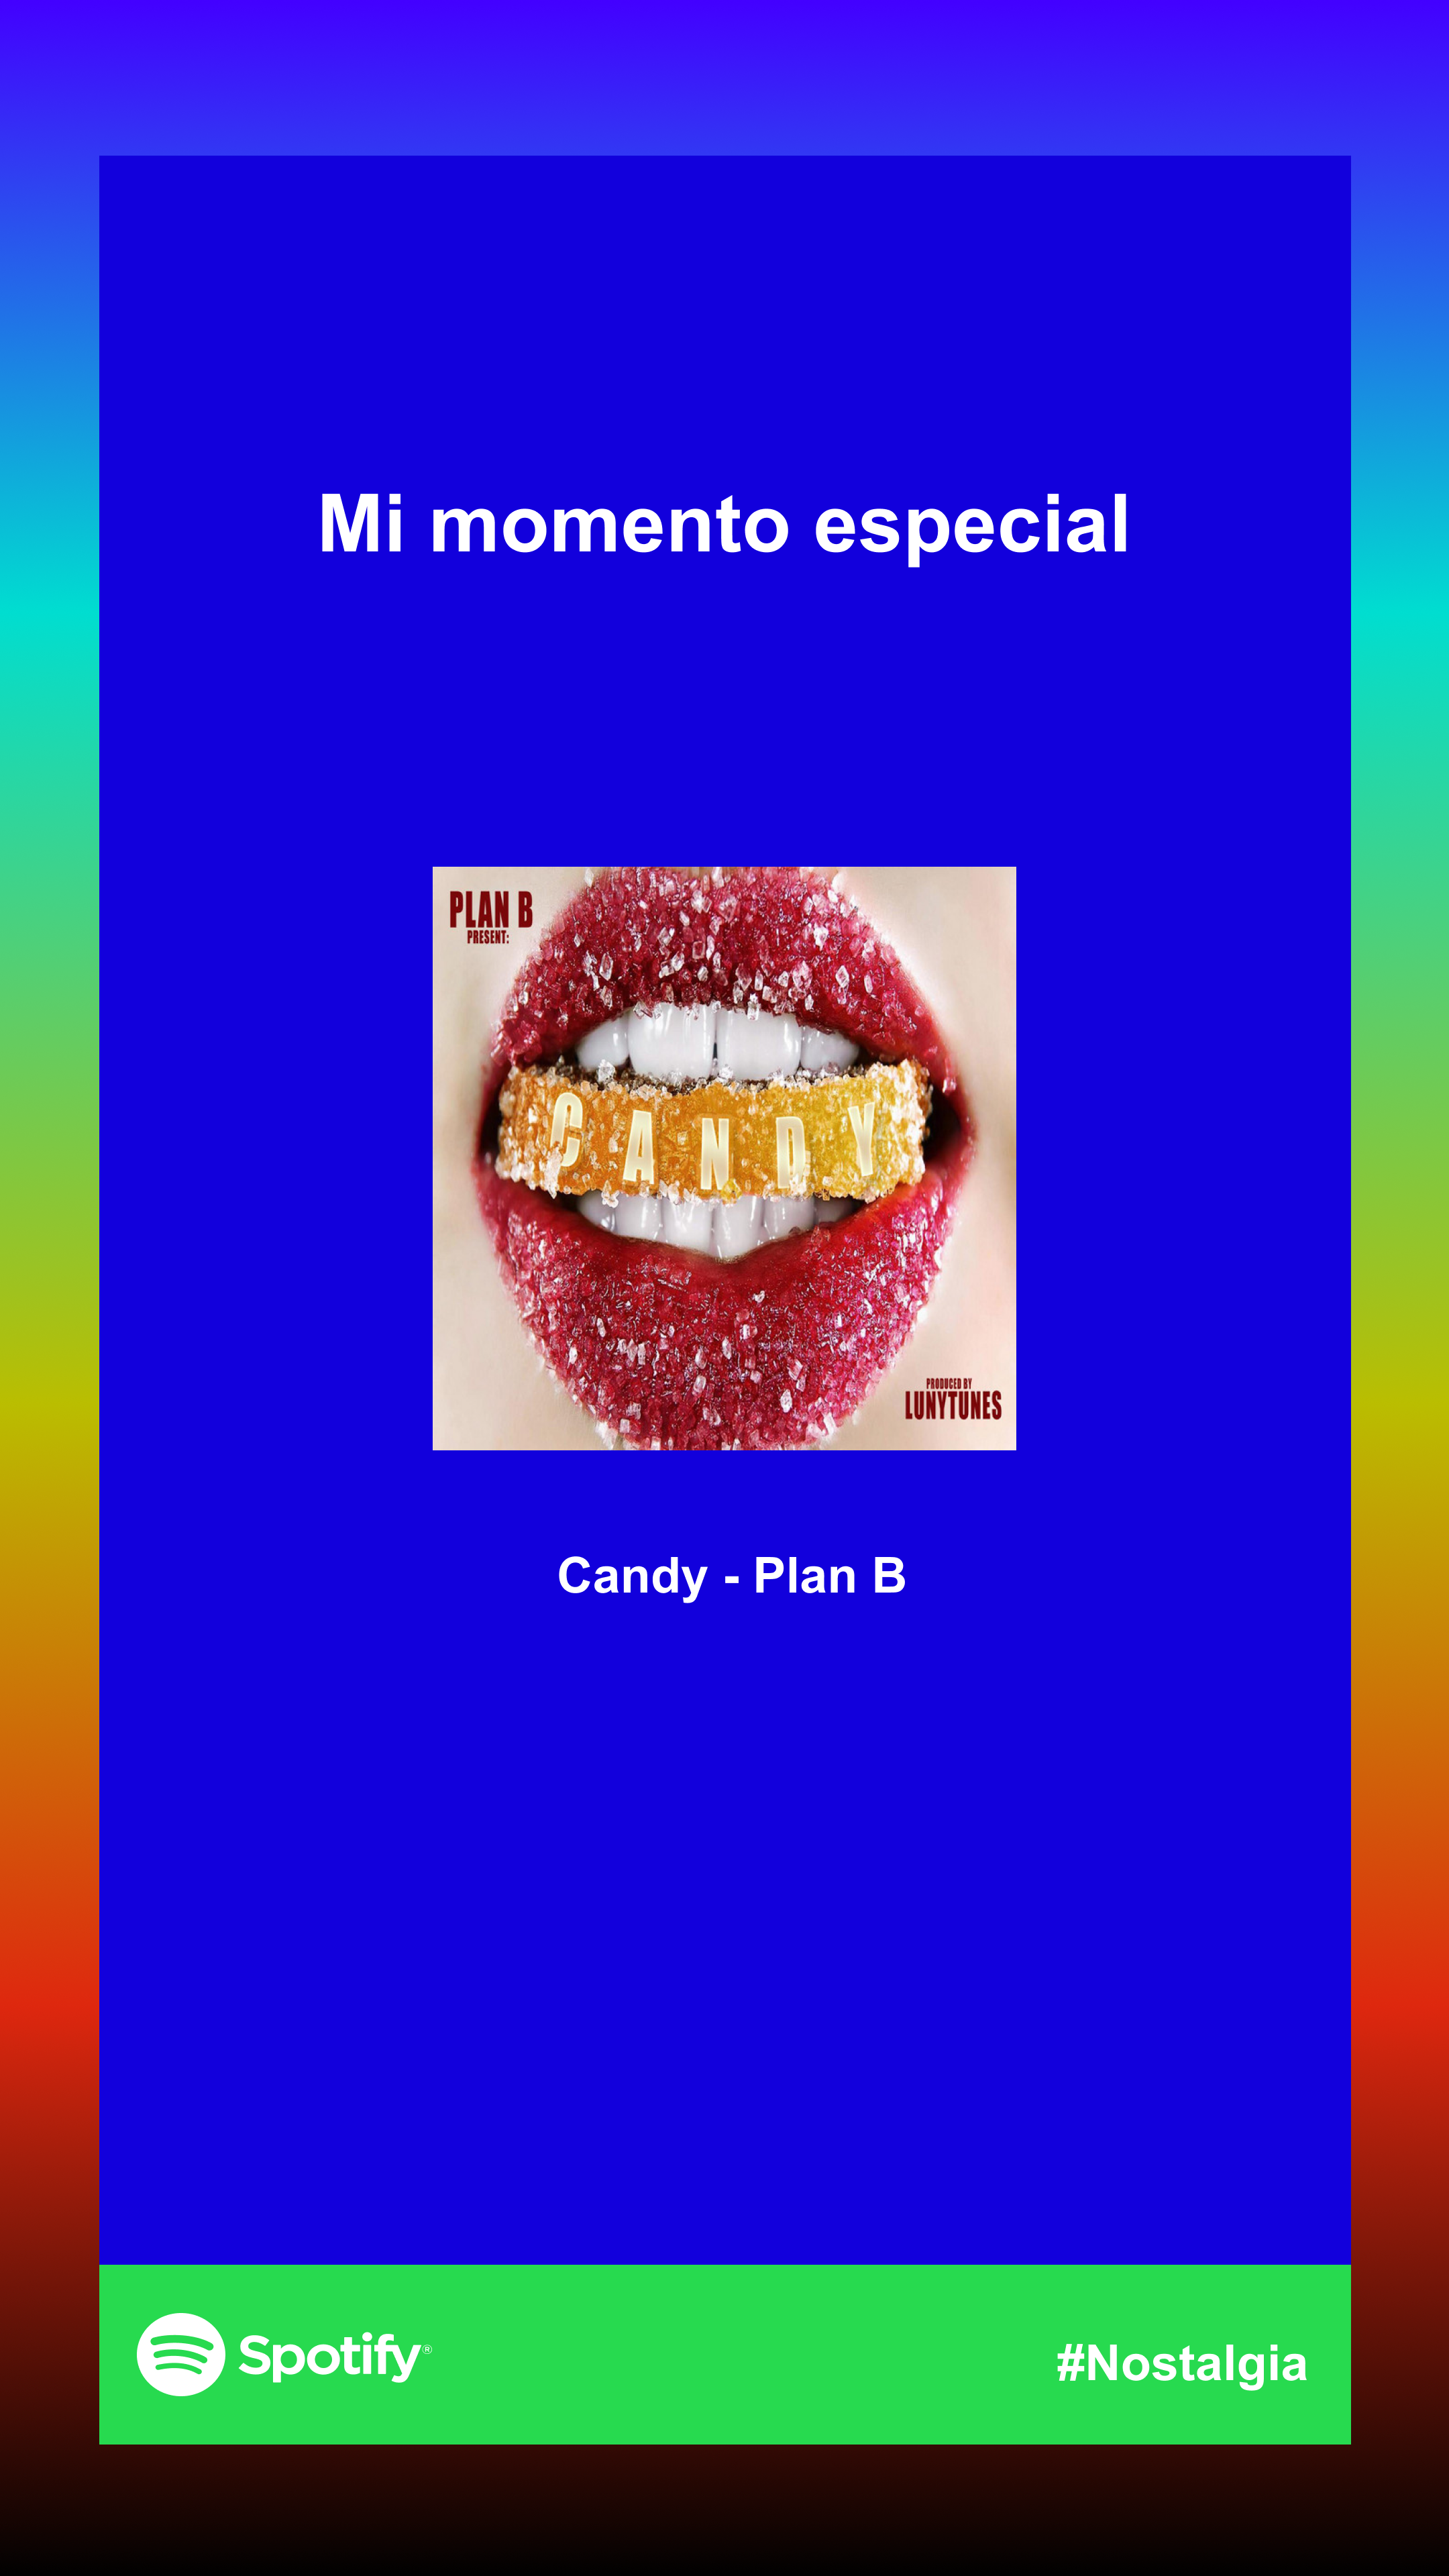 Mi momento especial
PLAN B
PRESENT:
CANDY
PRODUCED BY
LUNYTUNES
Candy - Plan B
Spotify®
#Nostalgia